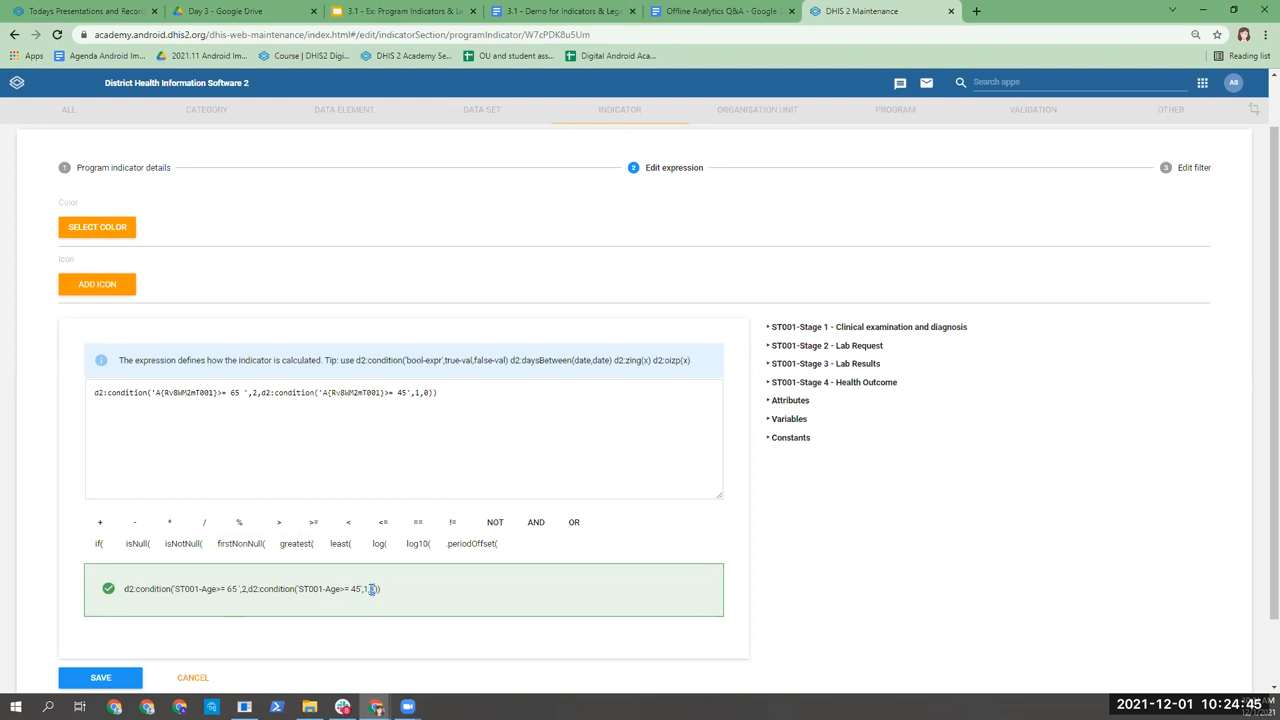 Todays Presentations and Record
Day 3 - Google Drive
3.1 - Ex: Program Indicators & Le
3.1 - Demo for Indicators & Lege
Offline Analytics Q&A - Google
DHIS 2 Maintenance
academy.android.dhis2.org/dhis-web-maintenance/index.html#/edit/indicatorSection/programIndicator/W7cPDK8u5Um
Apps
Agenda Android Im...
2021.11 Android Im...
Course | DHIS2 Digi...
DHIS 2 Academy Se...
OU and student ass...
Digital Android Aca...
Reading list
District Health Information Software 2
Search apps
AS
ALL
CATEGORY
DATA ELEMENT
DATA SET
INDICATOR
ORGANISATION UNIT
PROGRAM
VALIDATION
OTHER
1 Program indicator details
2 Edit expression
3 Edit filter
Color
SELECT COLOR
Icon
ADD ICON
The expression defines how the indicator is calculated. Tip: use d2:condition('bool-expr',true-val,false-val) d2:daysBetween(date,date) d2:zing(x) d2:oizp(x)
d2:condition('A{Rv8WM2mT001}>= 65 ',2,d2:condition('A{Rv8WM2mT001}>= 45',1,0))
+ - * / % > >= < <= == != NOT AND OR
if( isNull( isNotNull( firstNonNull( greatest( least( log( log10( .periodOffset(
d2:condition('ST001-Age>= 65 ',2,d2:condition('ST001-Age>= 45',1,0))
ST001-Stage 1 - Clinical examination and diagnosis
ST001-Stage 2 - Lab Request
ST001-Stage 3 - Lab Results
ST001-Stage 4 - Health Outcome
Attributes
Variables
Constants
SAVE
CANCEL
2021-12-01 10:24:45